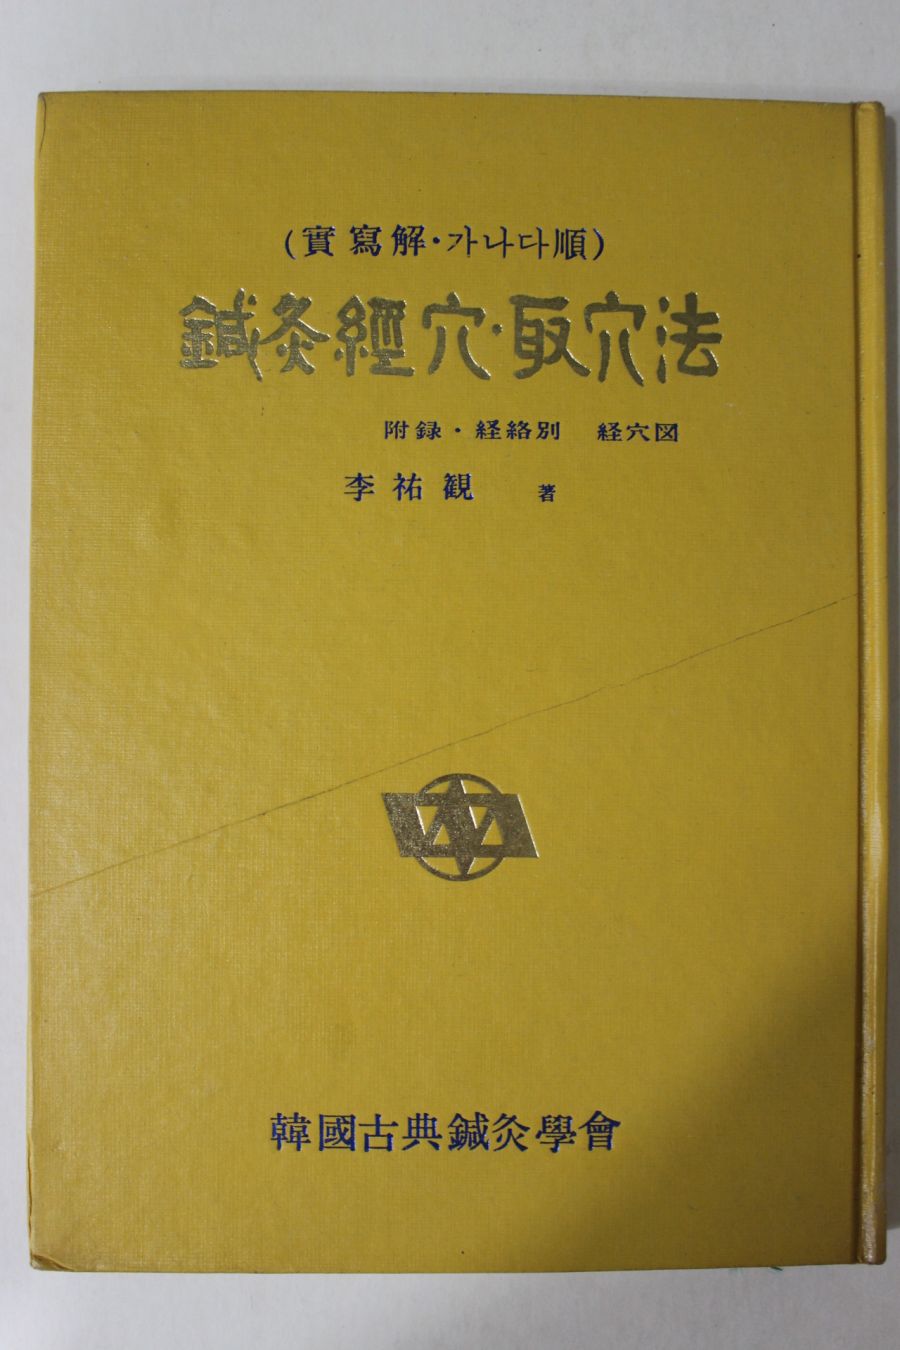 (實寫解·가나다順)
鍼灸經穴·取穴法
附録·経絡別 経穴図
李祐観 著
韓國古典鍼灸學會